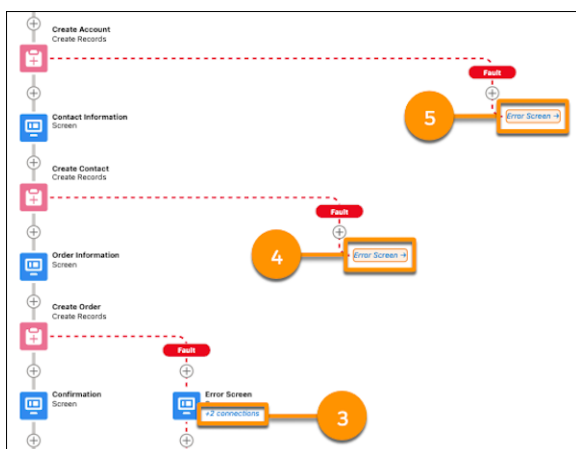 Create Account
Create Records
Fault
Contact Information
Screen
5
Error Screen →
Create Contact
Create Records
Fault
Order Information
Screen
4
Error Screen →
Create Order
Create Records
Fault
Confirmation
Screen
Error Screen
+2 connections
3